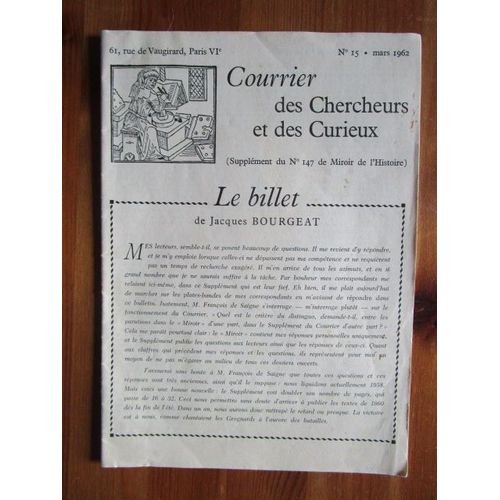 61, rue de Vaugirard, Paris VIe
N° 15 • mars 1962
Courrier
des Chercheurs
et des Curieux
(Supplément du N° 147 de Miroir de l'Histoire)
Le billet
de Jacques BOURGEAT
MES lecteurs, semble-t-il, se posent beaucoup de questions. Il me revient d'y répondre,
et je m'y emploie lorsque celles-ci ne dépassent pas ma compétence et ne requièrent
pas un temps de recherche exagéré. Il m'en arrive de tous les azimuts, et en si
grand nombre que je ne saurais suffire à la tâche. Par bonheur mes correspondants me
relaient ici-même, dans ce Supplément qui est leur fief. Eh bien, il me plaît aujourd'hui
de marcher sur les plates-bandes de mes correspondants en m'avisant de répondre dans
ce bulletin. Justement, M. François de Saigne s'interroge — m'interroge plutôt — sur le
fonctionnement du Courrier. « Quel est le critère du distinguo, demande-t-il, entre les
parutions dans le « Miroir » d'une part, dans le Supplément du Courrier d'autre part ? »
Cela me paraît pourtant clair : le « Miroir » contient mes réponses personnelles uniquement,
et le Supplément publie les questions aux lecteurs ainsi que les réponses de ceux-ci. Quant
aux chiffres qui précèdent mes réponses et les questions, ils représentent pour moi un
moyen de ne pas m'égarer au milieu de tous ces dossiers ouverts.
J'avouerai sans honte à M. François de Saigne que toutes ces questions et ces
réponses sont très anciennes, ainsi qu'il le suppose : nous liquidons actuellement 1958.
Mais voici une bonne nouvelle : le Supplément voit doubler son nombre de pages, qui
passe de 16 à 32. Ceci nous permettra sans doute d'arriver à publier les textes de 1960
dès la fin de l'été. Dans un an, nous aurons donc rattrapé le retard ou presque. La victoire
est à nous, comme chantaient les Grognards à l'aurore des batailles.